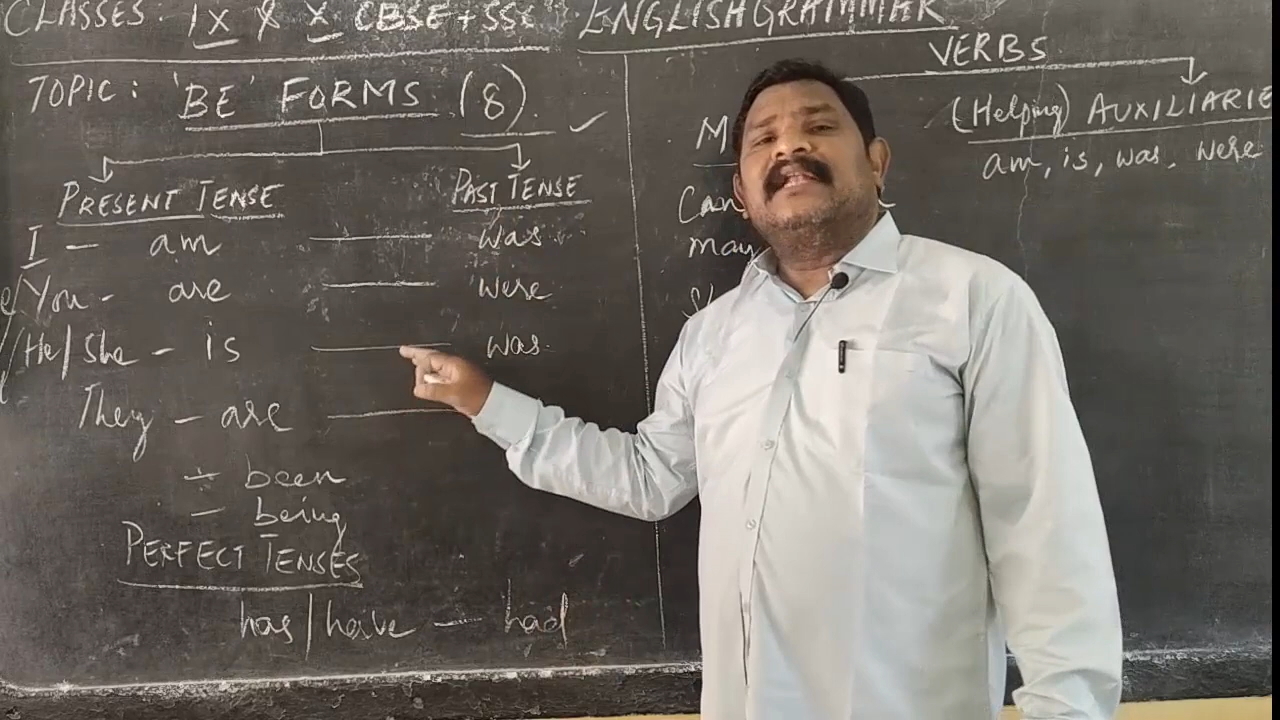 CLASSES: IX & X CBSE + SSC ENGLISH GRAMMAR
TOPIC: 'BE' FORMS (8). ✓
PRESENT TENSE PAST TENSE
I - am — was
You - are — were
He/She - is — was
They - are —
been
- being
PERFECT TENSES
has/have — had
VERBS
(Helping) AUXILIARIE
am, is, was, were
M
Can
may